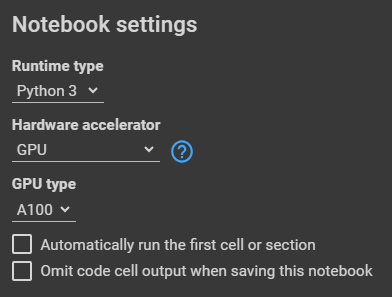 Notebook settings
Runtime type
Python 3
Hardware accelerator
GPU
?
GPU type
A100
Automatically run the first cell or section
Omit code cell output when saving this notebook